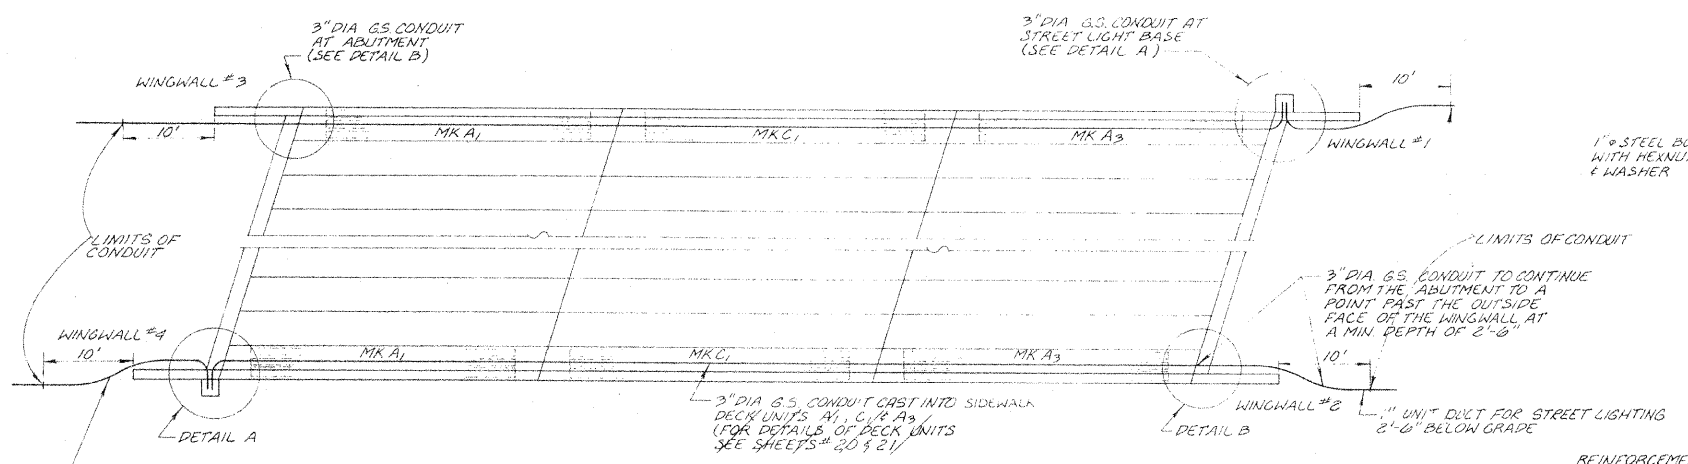 3" DIA G.S. CONDUIT
AT ABUTMENT
(SEE DETAIL B)
WINGWALL #3
10'
MK A1
MK C1
MK A3
3" DIA G.S. CONDUIT AT
STREET LIGHT BASE
(SEE DETAIL A)
10'
WINGWALL #1
1" ø STEEL BO
WITH HEXNU
& WASHER
LIMITS OF
CONDUIT
LIMITS OF CONDUIT
3" DIA. G.S. CONDUIT TO CONTINUE
FROM THE ABUTMENT TO A
POINT PAST THE OUTSIDE
FACE OF THE WINGWALL AT
A MIN. DEPTH OF 2'-6"
WINGWALL #4
10'
MK A1
MK C1
MK A3
10'
DETAIL A
3" DIA G.S. CONDUIT CAST INTO SIDEWALK
DECK UNITS A1, C1 & A3
(FOR DETAILS OF DECK UNITS
SEE SHEETS # 20 & 21
WINGWALL #2
DETAIL B
1" UNIT DUCT FOR STREET LIGHTING
2'-6" BELOW GRADE
REINFORCEME